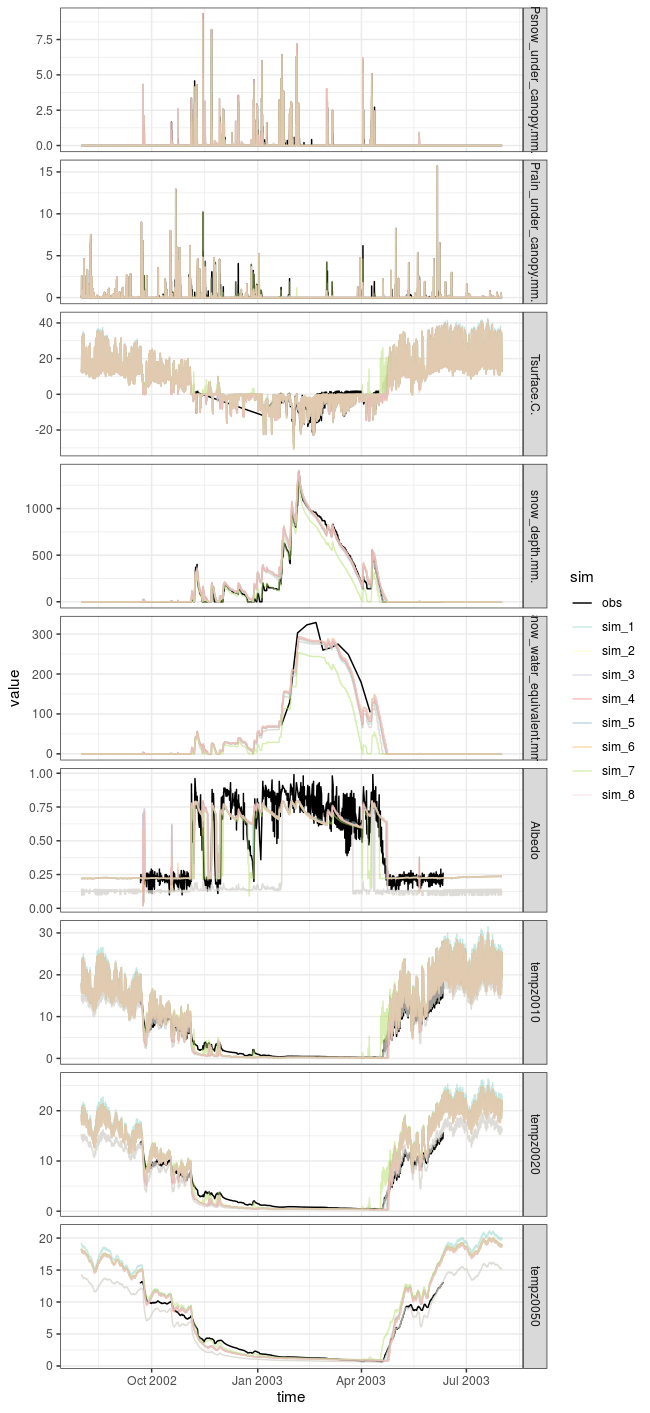 Psnow_under_canopy.mm.
7.5
5.0
2.5
0.0
Prain_under_canopy.mm.
15
10
5
0
Tsurface.C.
40
20
0
-20
snow_depth.mm.
1000
500
0
now_water_equivalent.mm
300
200
100
0
Albedo
1.00
0.75
0.50
0.25
0.00
tempz0010
30
20
10
0
tempz0020
20
10
0
tempz0050
20
15
10
5
0
Oct 2002
Jan 2003
Apr 2003
Jul 2003
time
value
sim
obs
sim_1
sim_2
sim_3
sim_4
sim_5
sim_6
sim_7
sim_8